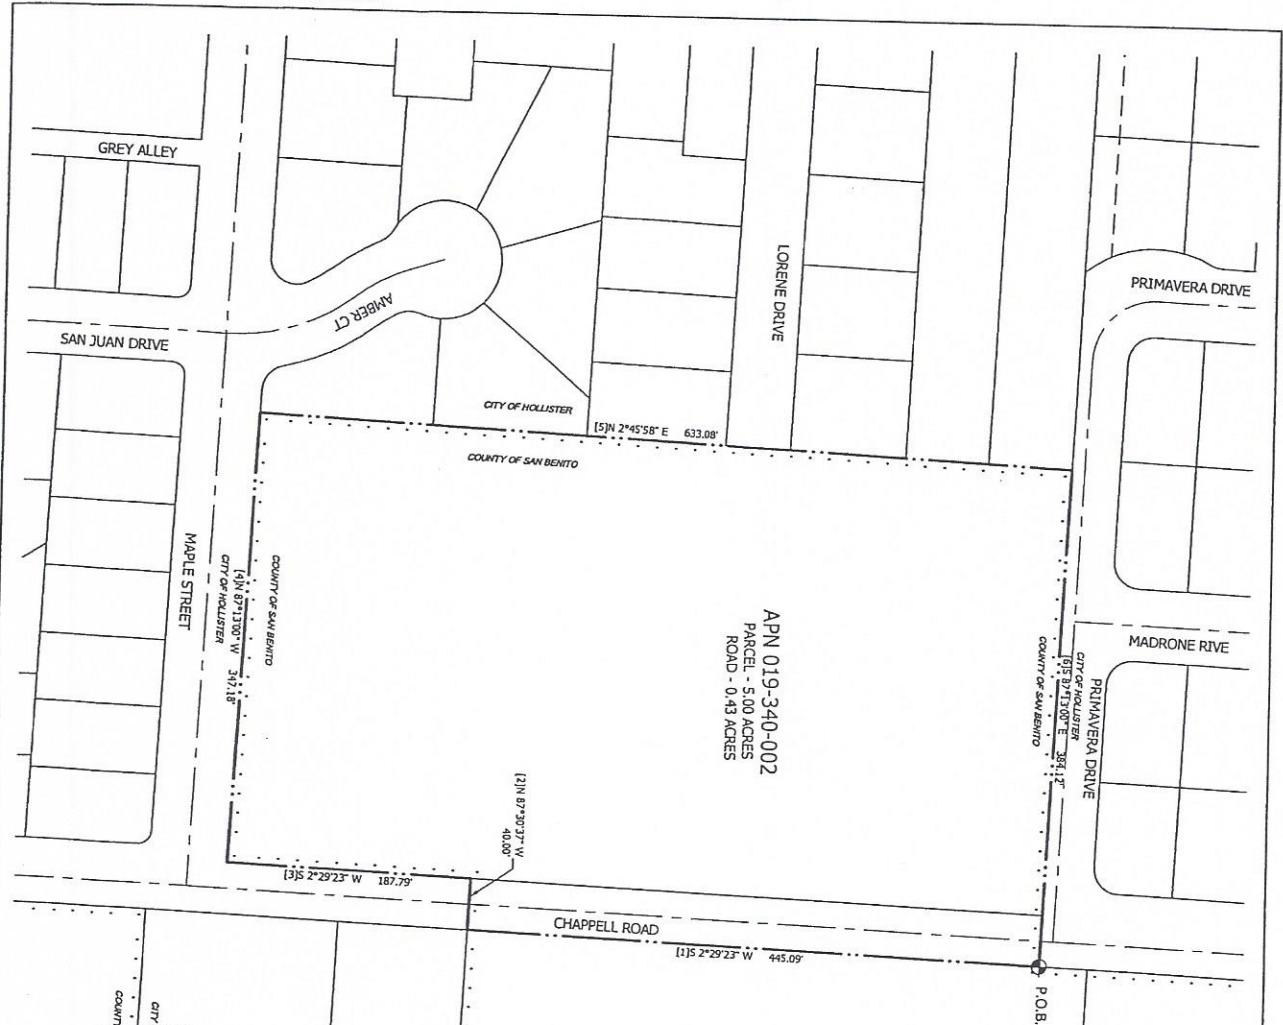 GREY ALLEY
SAN JUAN DRIVE
AMBER CT
LORENE DRIVE
PRIMAVERA DRIVE
CITY OF HOLLISTER
[5]N 2°45'58" E 633.08'
COUNTY OF SAN BENITO
MAPLE STREET
CITY OF HOLLISTER
[4]N 87°13'00" W 347.18'
COUNTY OF SAN BENITO
APN 019-340-002
PARCEL - 5.00 ACRES
ROAD - 0.43 ACRES
MADRONE RIVE
PRIMAVERA DRIVE
CITY OF HOLLISTER
[6]S 87°13'00" E 384.12'
COUNTY OF SAN BENITO
[2]N 87°30'37" W
40.00'
[3]S 2°29'23" W 187.79'
CHAPPELL ROAD
[1]S 2°29'23" W 445.09'
P.O.B.
CITY
COUNT